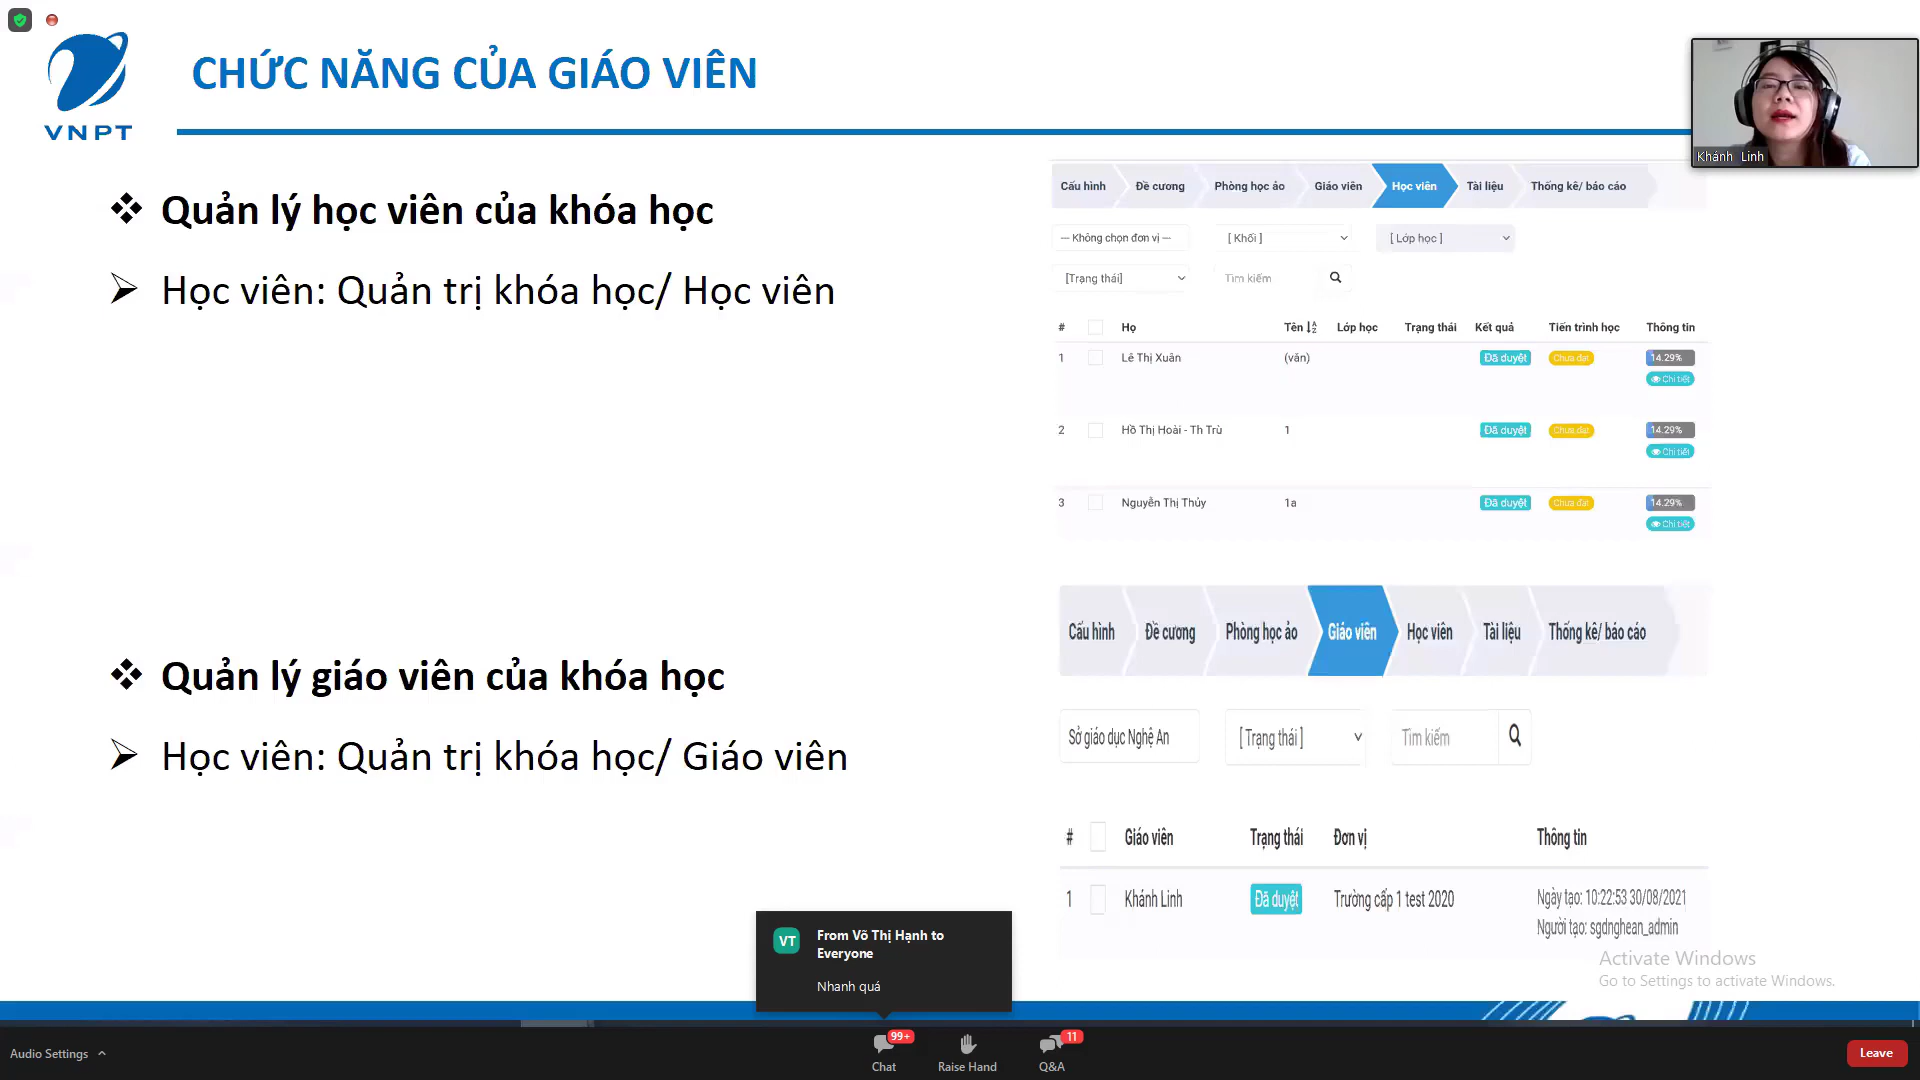 VNPT
CHỨC NĂNG CỦA GIÁO VIÊN
Khánh Linh
Quản lý học viên của khóa học
Học viên: Quản trị khóa học/ Học viên
Cấu hình Đề cương Phòng học ảo Giáo viên Học viên Tài liệu Thống kê/ báo cáo
--- Không chọn đơn vị --- [ Khối ] [ Lớp học ]
[Trạng thái] Tìm kiếm
# Họ Tên Lớp học Trạng thái Kết quả Tiến trình học Thông tin
1 Lê Thị Xuân (văn) Đã duyệt Chưa đạt 14.29%
Chi tiết
2 Hồ Thị Hoài - Th Trù 1 Đã duyệt Chưa đạt 14.29%
Chi tiết
3 Nguyễn Thị Thủy 1a Đã duyệt Chưa đạt 14.29%
Chi tiết
Quản lý giáo viên của khóa học
Học viên: Quản trị khóa học/ Giáo viên
Cấu hình Đề cương Phòng học ảo Giáo viên Học viên Tài liệu Thống kê/ báo cáo
Sở giáo dục Nghệ An [ Trạng thái ] Tìm kiếm
# Giáo viên Trạng thái Đơn vị Thông tin
1 Khánh Linh Đã duyệt Trường cấp 1 test 2020 Ngày tạo: 10:22:53 30/08/2021
Người tạo: sgdnghean_admin
Activate Windows
Go to Settings to activate Windows.
VT
From Võ Thị Hạnh to
Everyone
Nhanh quá
Audio Settings
99+
Chat
Raise Hand
11
Q&A
Leave